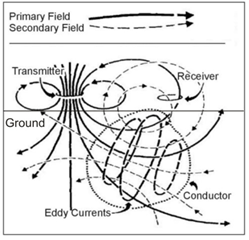 Primary Field
Secondary Field
Transmitter
Receiver
Ground
Conductor
Eddy Currents